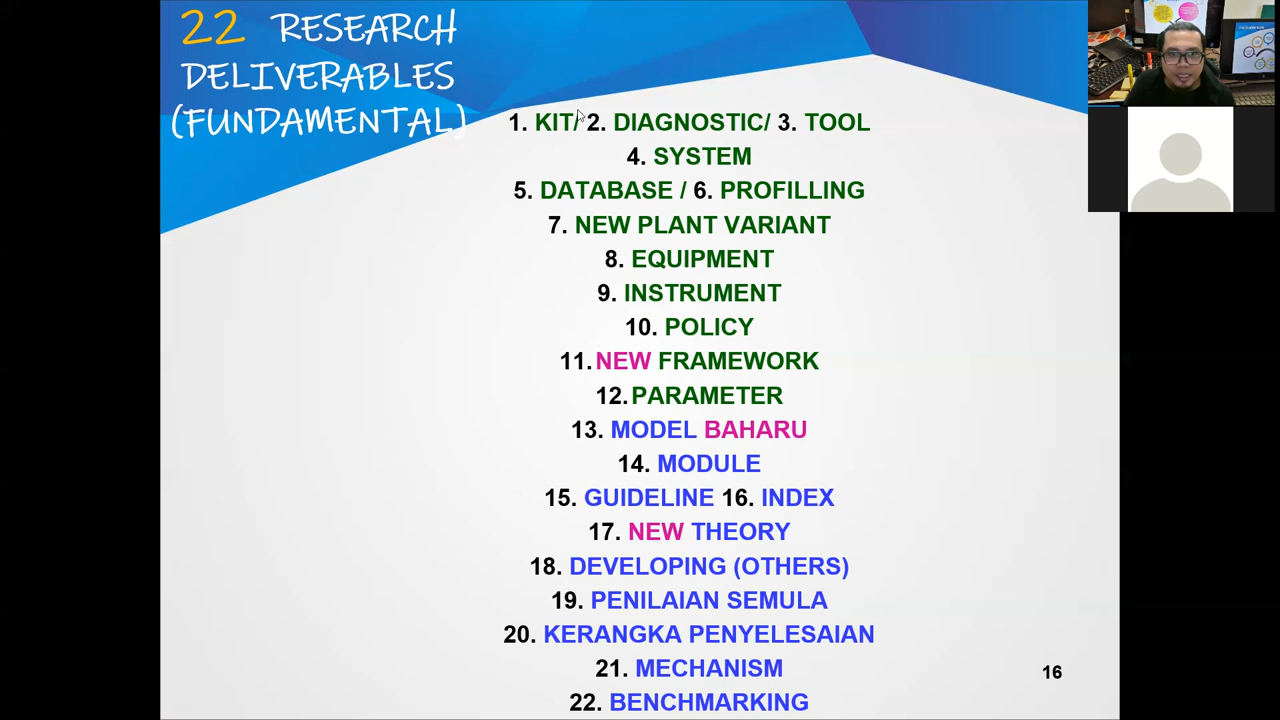 22 RESEARCH
DELIVERABLES
(FUNDAMENTAL)
1. KIT/ 2. DIAGNOSTIC/ 3. TOOL
4. SYSTEM
5. DATABASE / 6. PROFILLING
7. NEW PLANT VARIANT
8. EQUIPMENT
9. INSTRUMENT
10. POLICY
11. NEW FRAMEWORK
12. PARAMETER
13. MODEL BAHARU
14. MODULE
15. GUIDELINE 16. INDEX
17. NEW THEORY
18. DEVELOPING (OTHERS)
19. PENILAIAN SEMULA
20. KERANGKA PENYELESAIAN
21. MECHANISM
22. BENCHMARKING
16